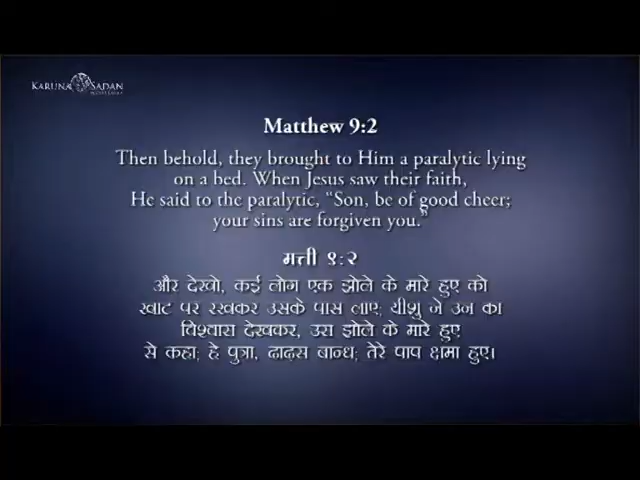 KARUNA SADAN
Matthew 9:2
Then behold, they brought to Him a paralytic lying
on a bed. When Jesus saw their faith,
He said to the paralytic, “Son, be of good cheer;
your sins are forgiven you.”
मत्ती ९:२
और देखो, कई लोग एक झोले के मारे हुए को
खाट पर रखकर उसके पास लाए; यीशु ने उन का
विश्वास देखकर, उस झोले के मारे हुए
से कहा; हे पुत्रा, ढाढ़स बान्ध; तेरे पाप क्षमा हुए।